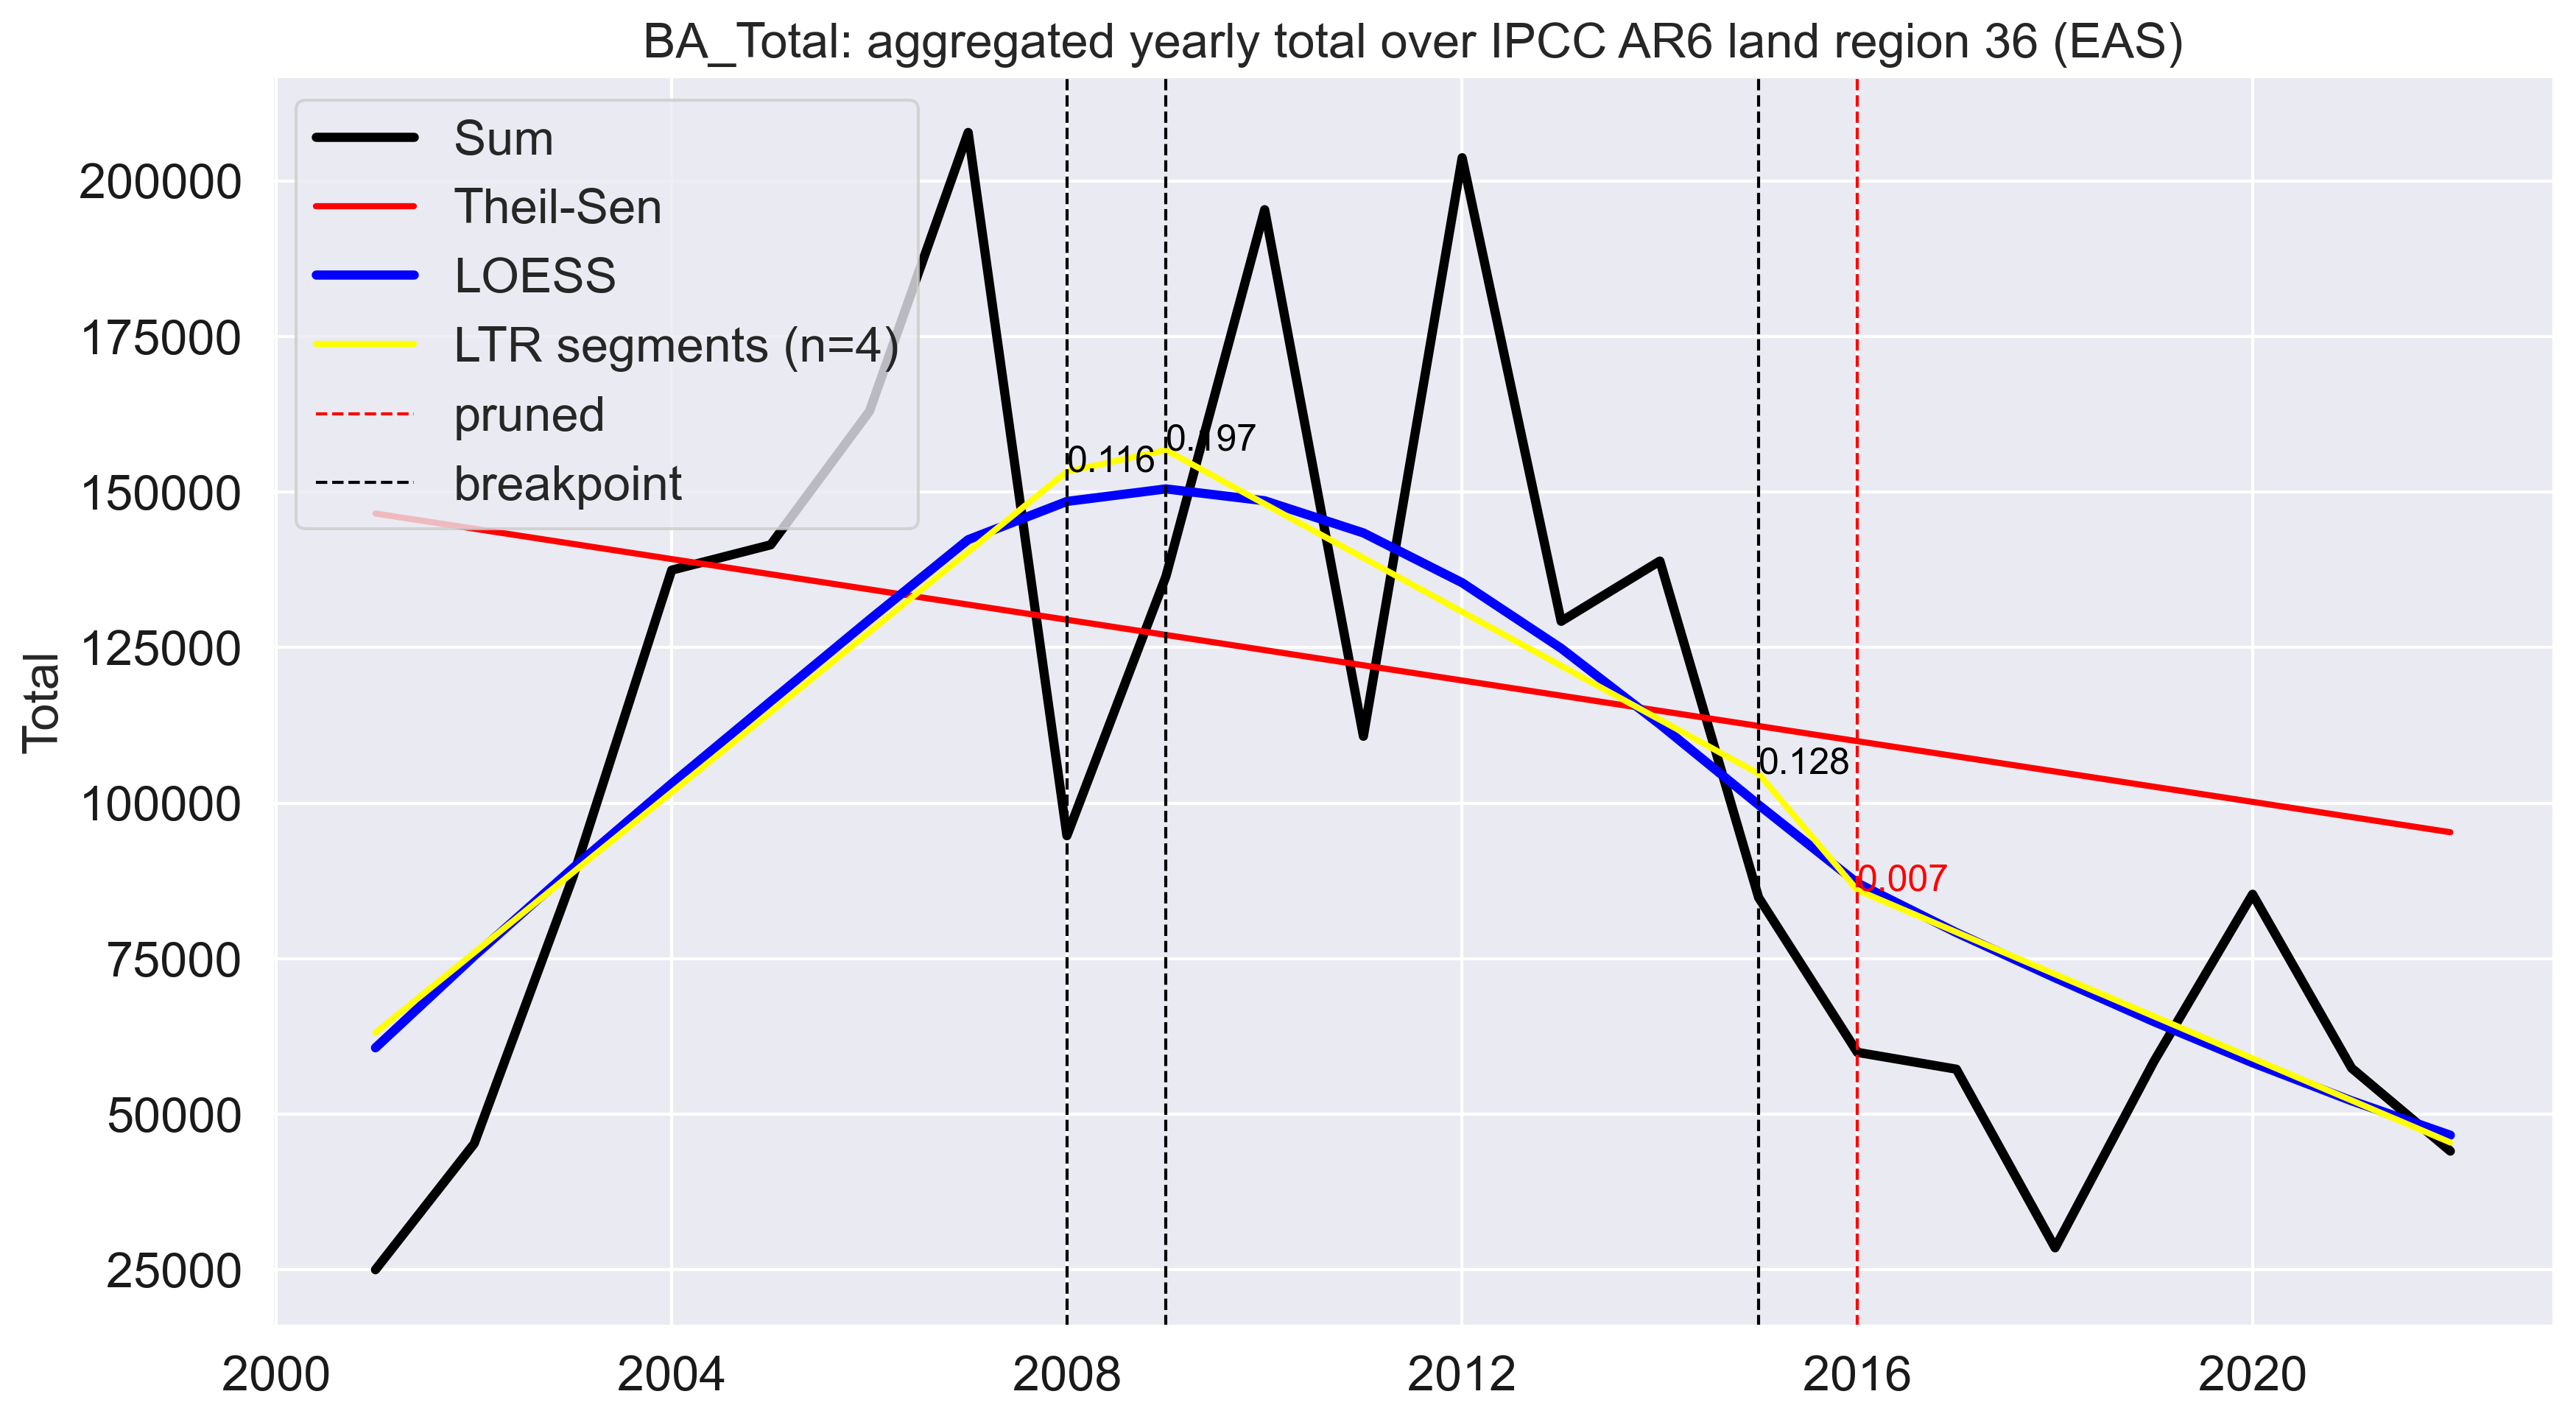 BA_Total: aggregated yearly total over IPCC AR6 land region 36 (EAS)
Sum
Theil-Sen
LOESS
LTR segments (n=4)
pruned
breakpoint
200000
175000
150000
125000
100000
75000
50000
25000
Total
0.116
0.197
0.128
0.007
2000
2004
2008
2012
2016
2020